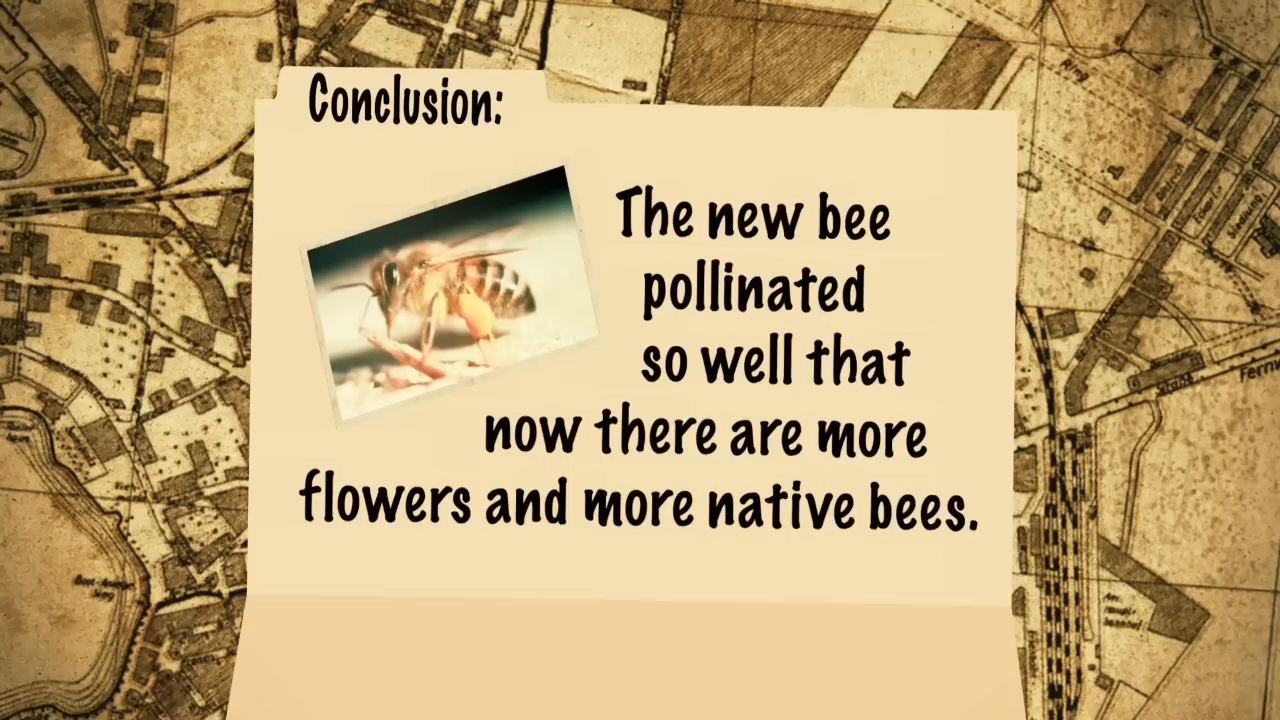 Conclusion:
The new bee
pollinated
so well that
now there are more
flowers and more native bees.